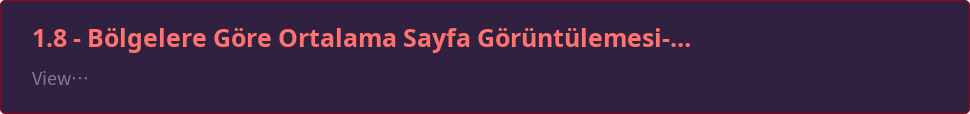 1.8 - Bölgelere Göre Ortalama Sayfa Görüntülemesi-...
View···